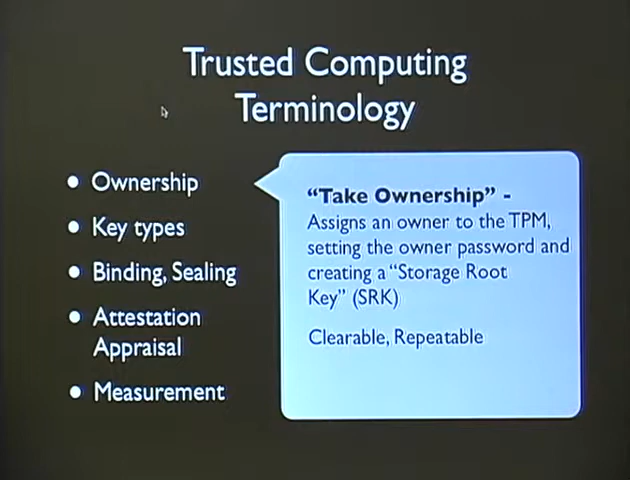 Trusted Computing
Terminology
• Ownership
• Key types
• Binding, Sealing
• Attestation
Appraisal
• Measurement
“Take Ownership” -
Assigns an owner to the TPM,
setting the owner password and
creating a “Storage Root
Key” (SRK)
Clearable, Repeatable